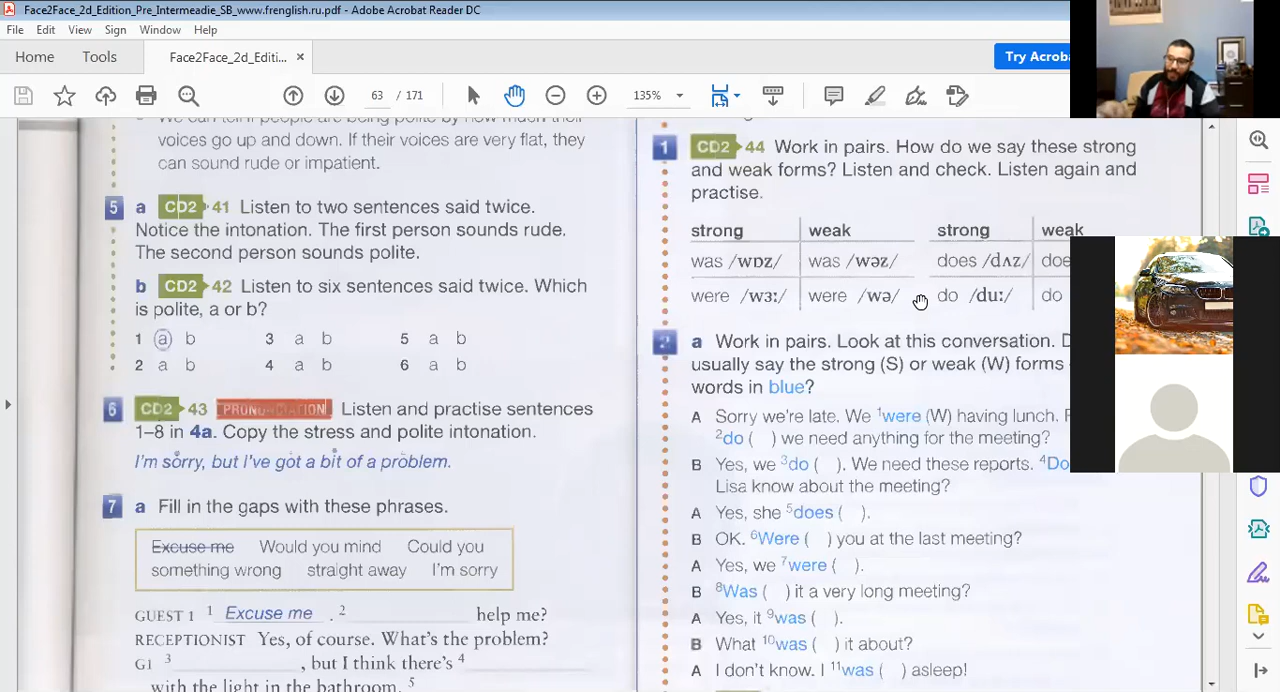 Face2Face_2d_Edition_Pre_Intermeadie_SB_www.frenglish.ru.pdf - Adobe Acrobat Reader DC
File Edit View Sign Window Help
Home Tools Face2Face_2d_Editi... × Try Acroba
63 / 171 135%
voices go up and down. If their voices are very flat, they
can sound rude or impatient.
5 a CD2 41 Listen to two sentences said twice.
Notice the intonation. The first person sounds rude.
The second person sounds polite.
b CD2 42 Listen to six sentences said twice. Which
is polite, a or b?
1 a b 3 a b 5 a b
2 a b 4 a b 6 a b
6 CD2 43 PRONUNCIATION Listen and practise sentences
1–8 in 4a. Copy the stress and polite intonation.
I'm sorry, but I've got a bit of a problem.
7 a Fill in the gaps with these phrases.
Excuse me Would you mind Could you
something wrong straight away I'm sorry
GUEST 1 1 Excuse me . 2 help me?
RECEPTIONIST Yes, of course. What's the problem?
G1 3 , but I think there's 4
with the light in the bathroom. 5
1 CD2 44 Work in pairs. How do we say these strong
and weak forms? Listen and check. Listen again and
practise.
strong weak strong weak
was /wɒz/ was /wəz/ does /dʌz/ doe
were /wɜː/ were /wə/ do /duː/ do
2 a Work in pairs. Look at this conversation. D
usually say the strong (S) or weak (W) forms
words in blue?
A Sorry we're late. We 1were (W) having lunch.
2do ( ) we need anything for the meeting?
B Yes, we 3do ( ). We need these reports. 4Do
Lisa know about the meeting?
A Yes, she 5does ( ).
B OK. 6Were ( ) you at the last meeting?
A Yes, we 7were ( ).
B 8Was ( ) it a very long meeting?
A Yes, it 9was ( ).
B What 10was ( ) it about?
A I don't know. I 11was ( ) asleep!